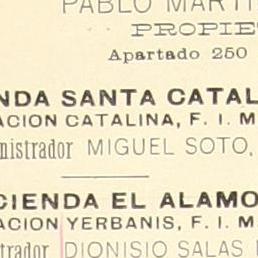 PABLO MARTI
PROPIE
Apartado 250
NDA SANTA CATAL
ACION CATALINA, F. I. M
nistrador MIGUEL SOTO,
CIENDA EL ALAMO
ACION YERBANIS, F. I. M.
trador DIONISIO SALAS